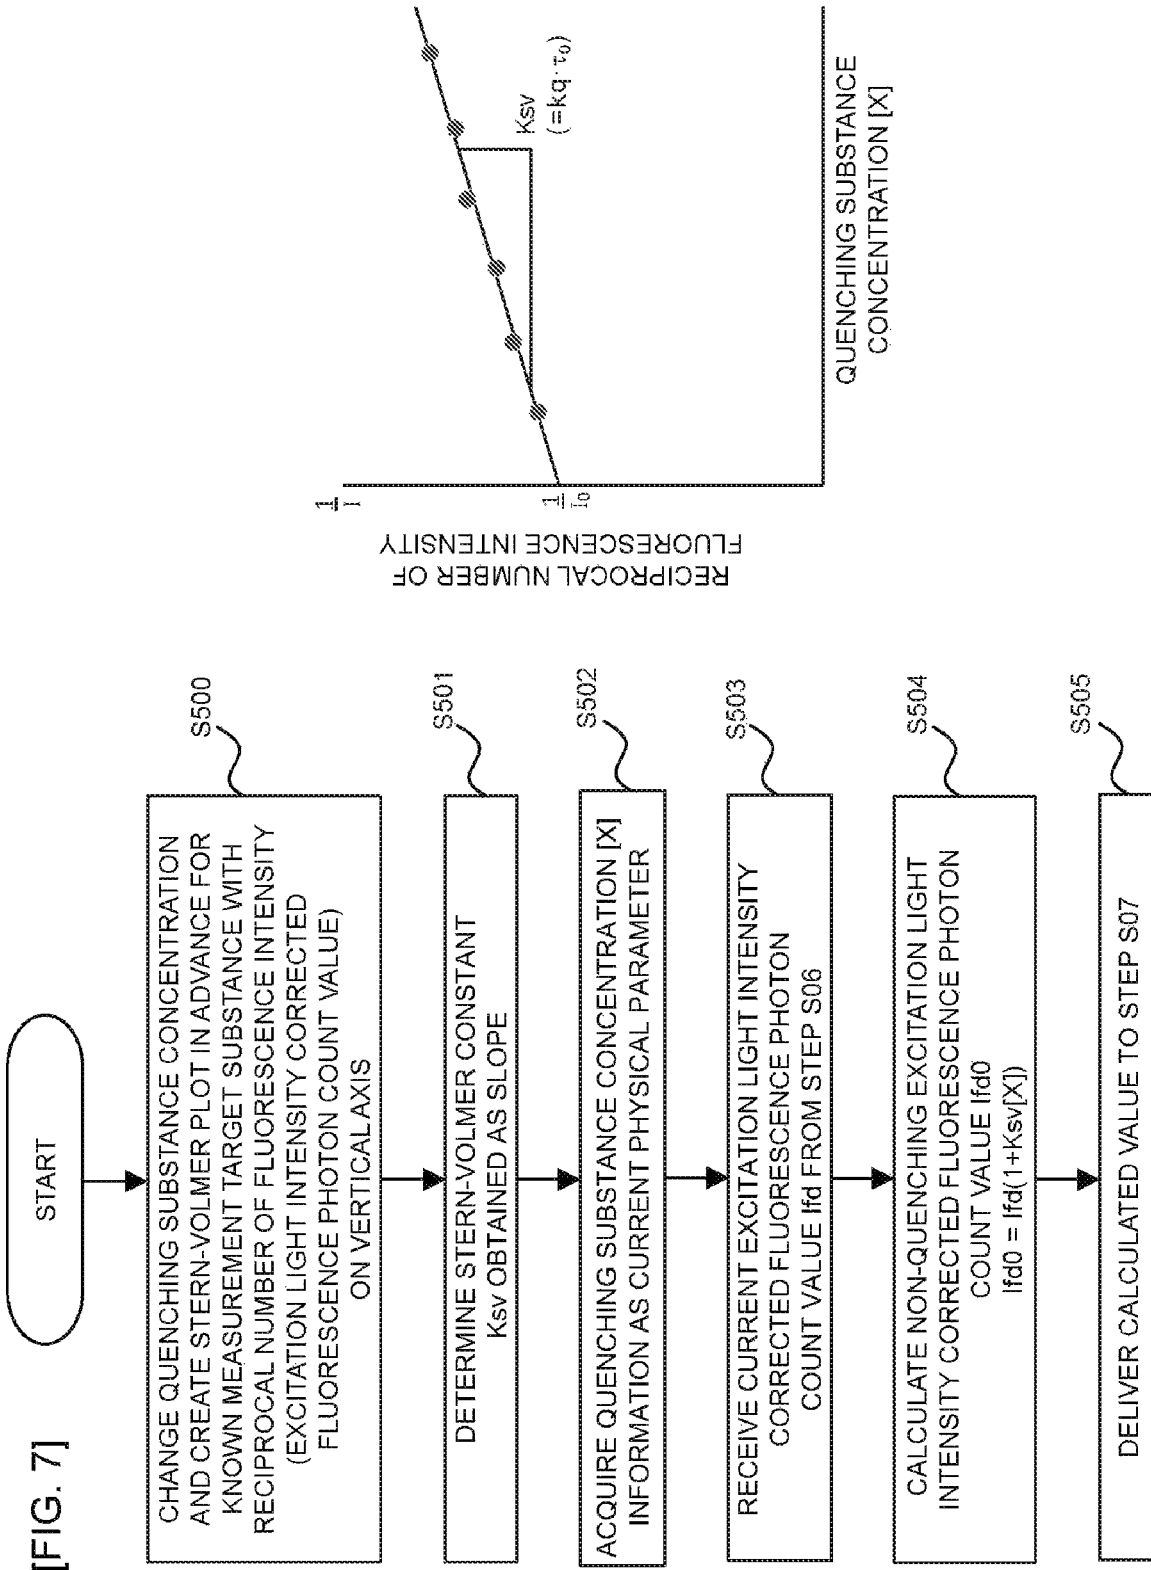 [FIG. 7]
START
CHANGE QUENCHING SUBSTANCE CONCENTRATION
AND CREATE STERN-VOLMER PLOT IN ADVANCE FOR
KNOWN MEASUREMENT TARGET SUBSTANCE WITH
RECIPROCAL NUMBER OF FLUORESCENCE INTENSITY
(EXCITATION LIGHT INTENSITY CORRECTED
FLUORESCENCE PHOTON COUNT VALUE)
ON VERTICAL AXIS
S500
DETERMINE STERN-VOLMER CONSTANT
Ksv OBTAINED AS SLOPE
S501
ACQUIRE QUENCHING SUBSTANCE CONCENTRATION [X]
INFORMATION AS CURRENT PHYSICAL PARAMETER
S502
RECEIVE CURRENT EXCITATION LIGHT INTENSITY
CORRECTED FLUORESCENCE PHOTON
COUNT VALUE Ifd FROM STEP S06
S503
CALCULATE NON-QUENCHING EXCITATION LIGHT
INTENSITY CORRECTED FLUORESCENCE PHOTON
COUNT VALUE Ifd0
Ifd0 = Ifd(1+Ksv[X])
S504
DELIVER CALCULATED VALUE TO STEP S07
S505
RECIPROCAL NUMBER OF
FLUORESCENCE INTENSITY
1
I
1
I₀
Ksv
(=kq·τ₀)
QUENCHING SUBSTANCE
CONCENTRATION [X]